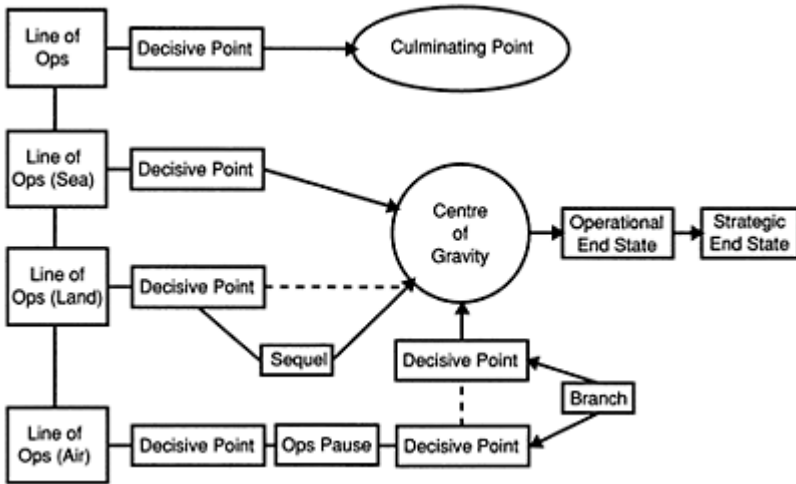 Line of
Ops
Decisive Point
Culminating Point
Line of
Ops (Sea)
Decisive Point
Centre
of
Gravity
Operational
End State
Strategic
End State
Line of
Ops (Land)
Decisive Point
Sequel
Decisive Point
Branch
Line of
Ops (Air)
Decisive Point
Ops Pause
Decisive Point